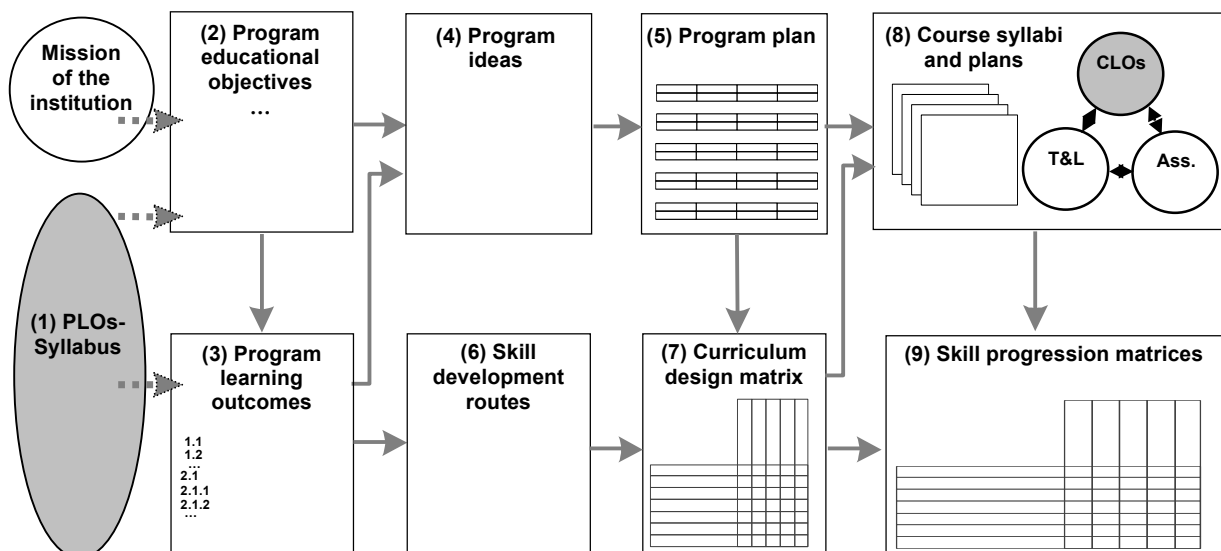 Mission
of the
institution
(2) Program
educational
objectives
...
(4) Program
ideas
(5) Program plan
(8) Course syllabi
and plans
CLOs
T&L
Ass.
(1) PLOs-
Syllabus
(3) Program
learning
outcomes
1.1
1.2
...
2.1
2.1.1
2.1.2
...
(6) Skill
development
routes
(7) Curriculum
design matrix
(9) Skill progression matrices